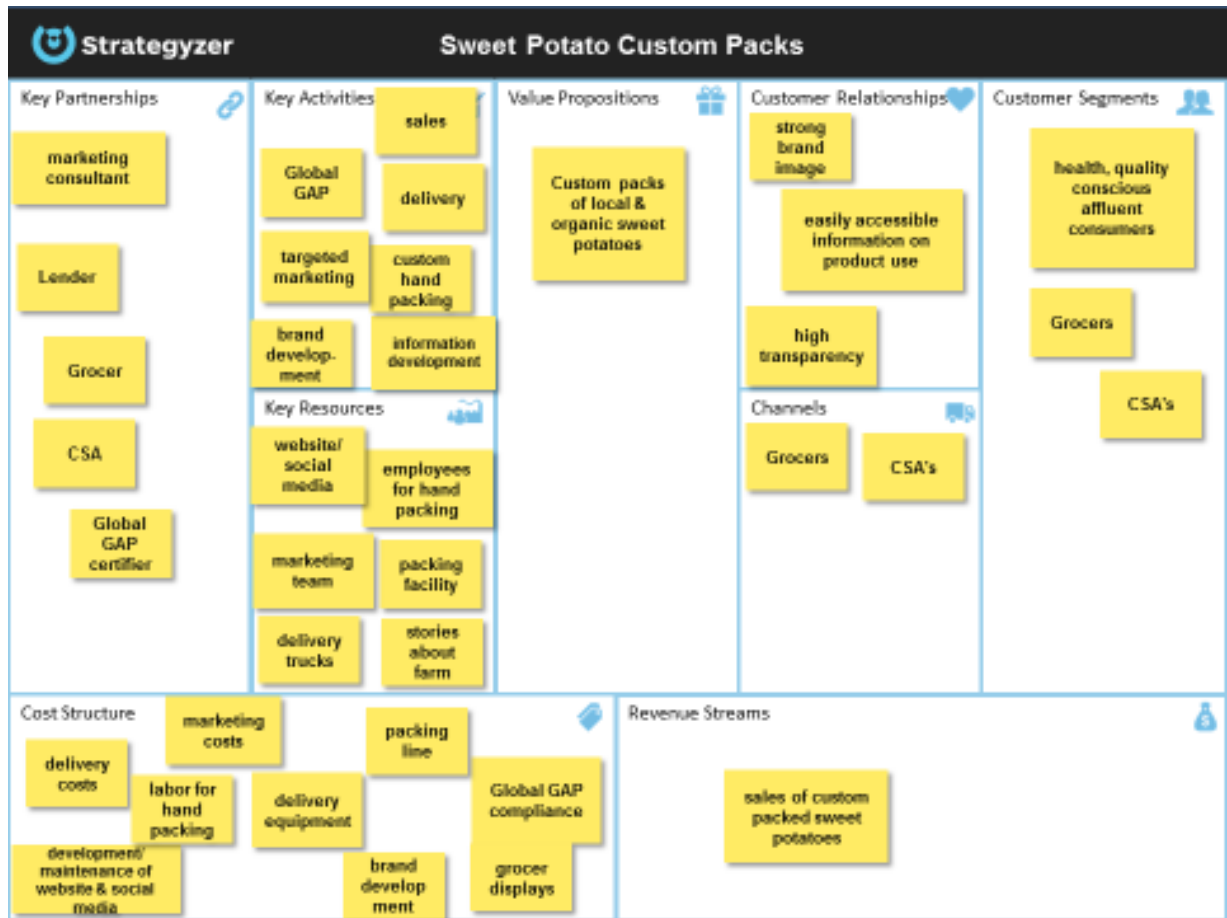 Strategyzer
Sweet Potato Custom Packs
Key Partnerships
marketing
consultant
Lender
Grocer
CSA
Global
GAP
certifier
Key Activities
sales
Global
GAP
delivery
targeted
marketing
custom
hand
packing
brand
develop-
ment
information
development
Key Resources
website/
social
media
employees
for hand
packing
marketing
team
packing
facility
delivery
trucks
stories
about
farm
Value Propositions
Custom packs
of local &
organic sweet
potatoes
Customer Relationships
strong
brand
image
easily accessible
information on
product use
high
transparency
Channels
Grocers
CSA's
Customer Segments
health, quality
conscious
affluent
consumers
Grocers
CSA's
Cost Structure
marketing
costs
delivery
costs
labor for
hand
packing
development/
maintenance of
website & social
media
delivery
equipment
packing
line
brand
develop
ment
Global GAP
compliance
grocer
displays
Revenue Streams
sales of custom
packed sweet
potatoes